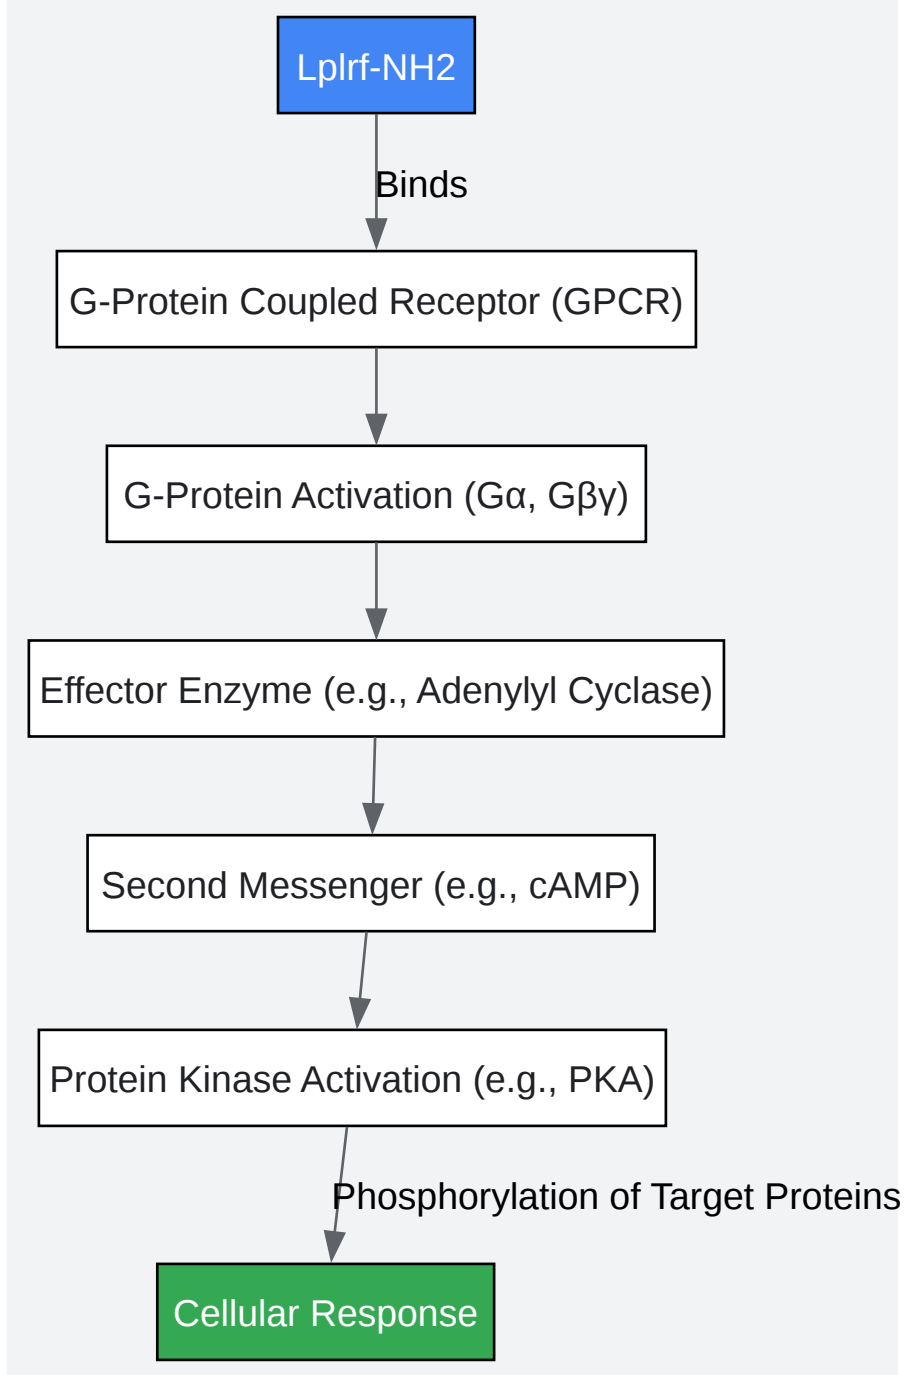 Lplrf-NH2
Binds
G-Protein Coupled Receptor (GPCR)
G-Protein Activation (Gα, Gβγ)
Effector Enzyme (e.g., Adenylyl Cyclase)
Second Messenger (e.g., cAMP)
Protein Kinase Activation (e.g., PKA)
Phosphorylation of Target Proteins
Cellular Response